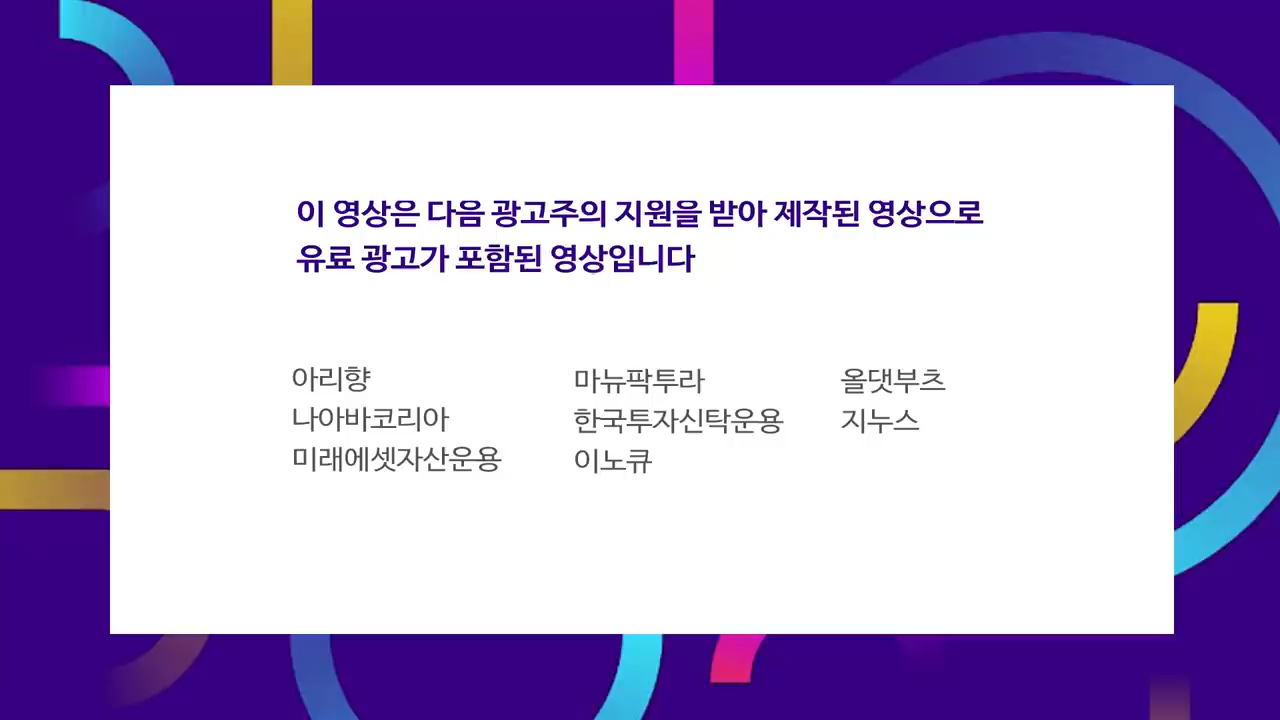 이 영상은 다음 광고주의 지원을 받아 제작된 영상으로
유료 광고가 포함된 영상입니다
아리향
나아바코리아
미래에셋자산운용
마뉴팍투라
한국투자신탁운용
이노큐
올댓부츠
지누스